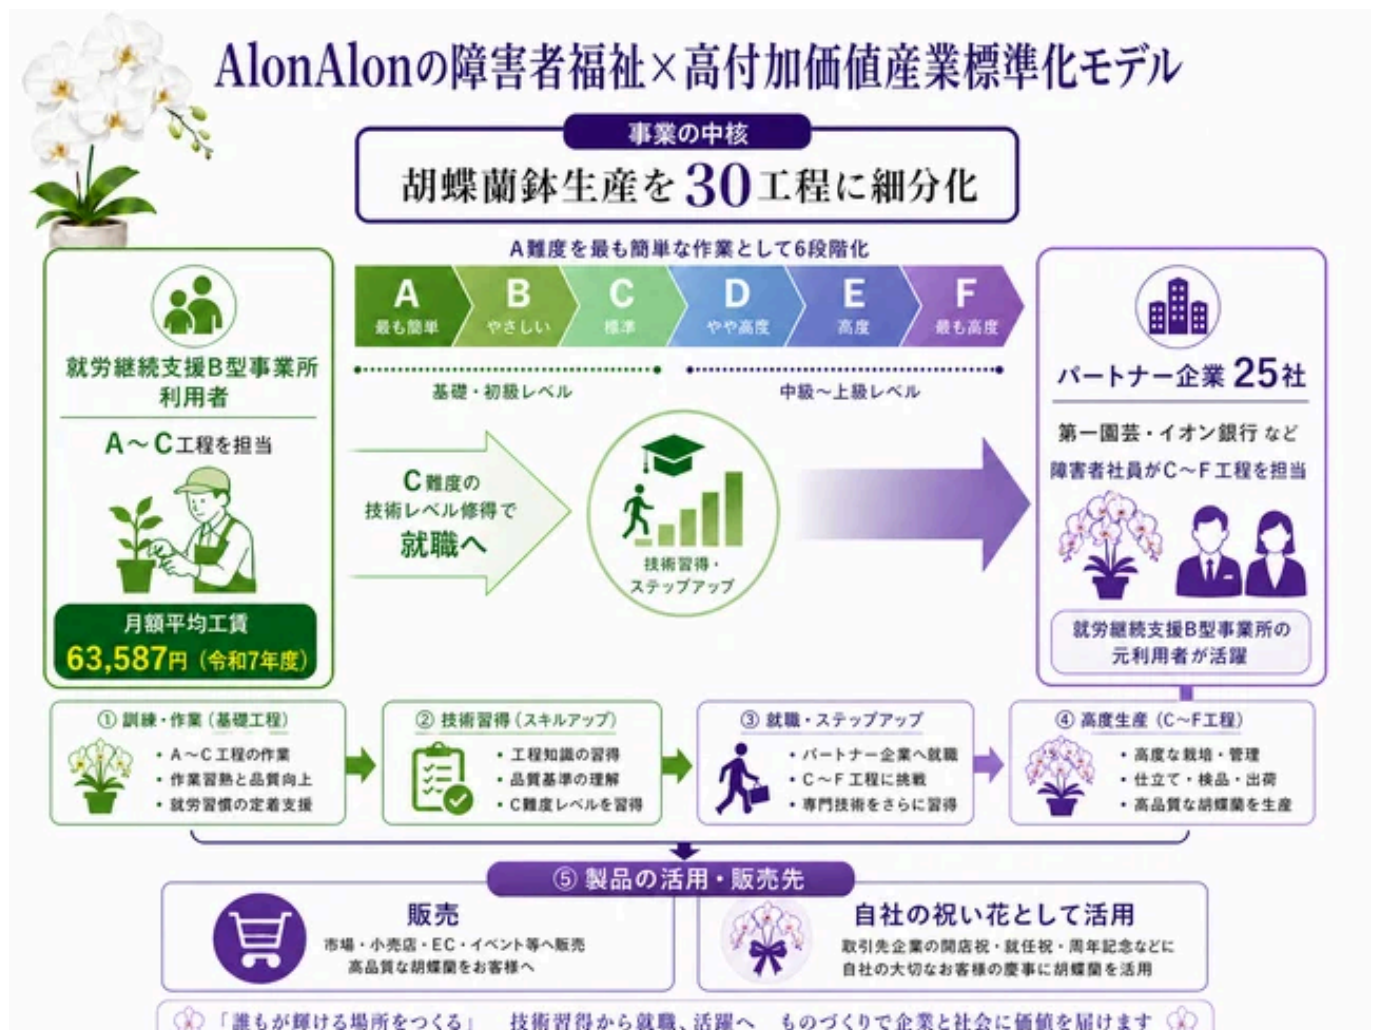 AlonAlonの障害者福祉×高付加価値産業標準化モデル
事業の中核
胡蝶蘭鉢生産を30工程に細分化
A難度を最も簡単な作業として6段階化
A
最も簡単
B
やさしい
C
標準
D
やや高度
E
高度
F
最も高度
基礎・初級レベル
中級～上級レベル
就労継続支援B型事業所
利用者
A～C工程を担当
月額平均工賃
63,587円（令和7年度）
C難度の
技術レベル修得で
就職へ
技術習得・
ステップアップ
パートナー企業 25社
第一園芸・イオン銀行 など
障害者社員がC～F工程を担当
就労継続支援B型事業所の
元利用者が活躍
① 訓練・作業（基礎工程）
• A～C工程の作業
• 作業習熟と品質向上
• 就労習慣の定着支援
② 技術習得（スキルアップ）
• 工程知識の習得
• 品質基準の理解
• C難度レベルを習得
③ 就職・ステップアップ
• パートナー企業へ就職
• C～F工程に挑戦
• 専門技術をさらに習得
④ 高度生産（C～F工程）
• 高度な栽培・管理
• 仕立て・検品・出荷
• 高品質な胡蝶蘭を生産
⑤ 製品の活用・販売先
販売
市場・小売店・EC・イベント等へ販売
高品質な胡蝶蘭をお客様へ
自社の祝い花として活用
取引先企業の開店祝・就任祝・周年記念などに
自社の大切なお客様の慶事に胡蝶蘭を活用
「誰もが輝ける場所をつくる」 技術習得から就職、活躍へ ものづくりで企業と社会に価値を届けます